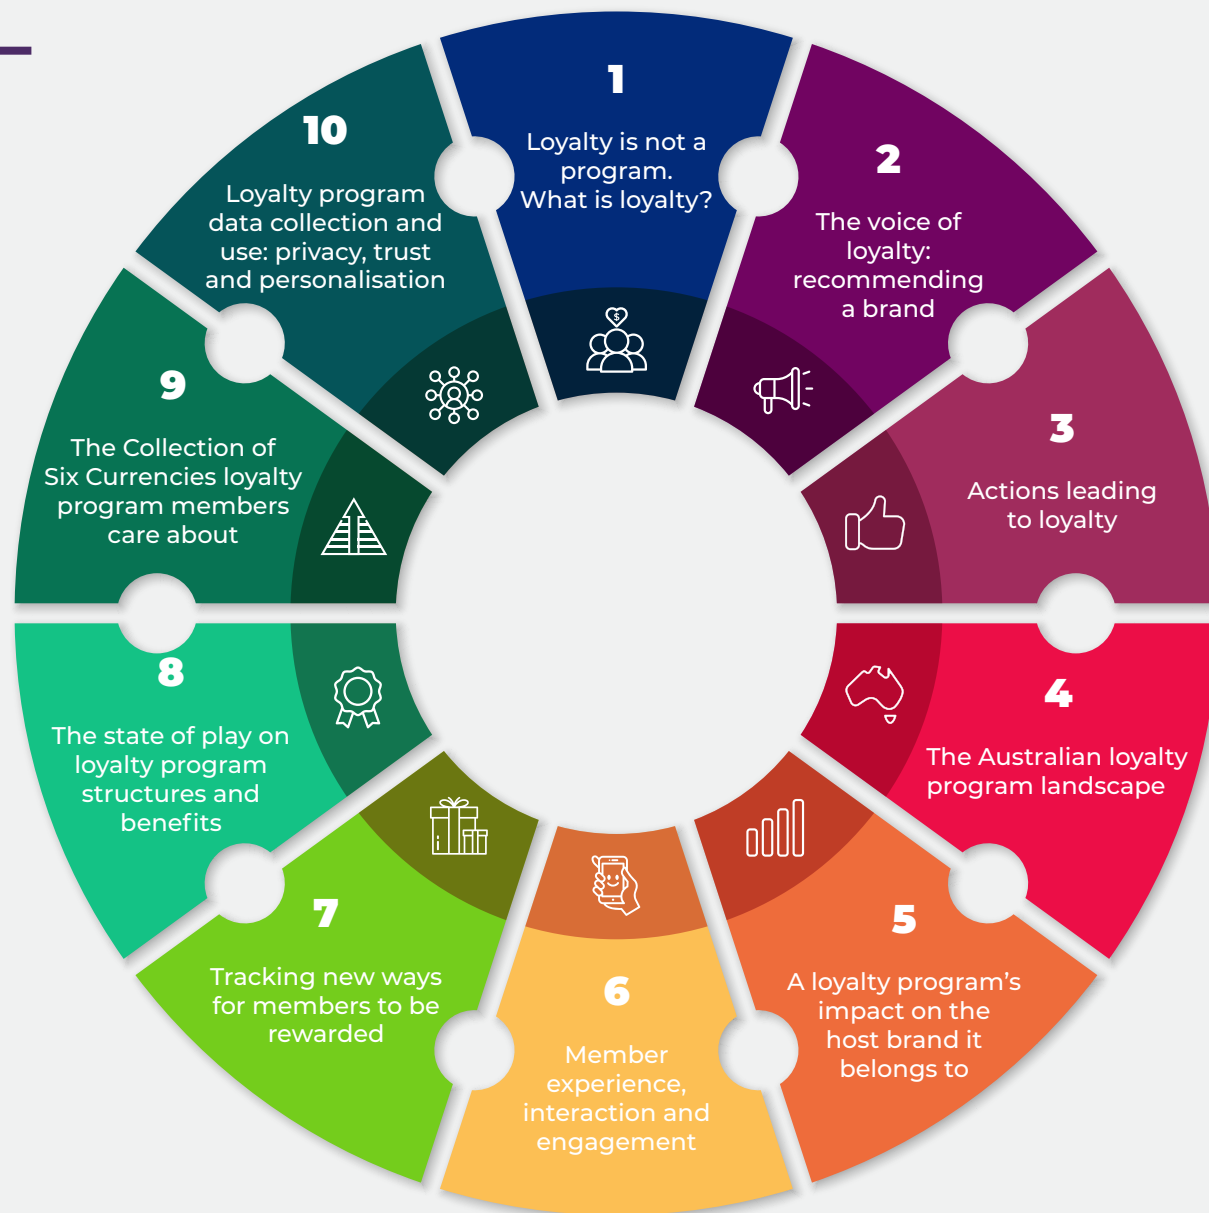 1
Loyalty is not a
program.
What is loyalty?
2
The voice of
loyalty:
recommending
a brand
3
Actions leading
to loyalty
4
The Australian loyalty
program landscape
5
A loyalty program’s
impact on the
host brand it
belongs to
6
Member
experience,
interaction and
engagement
7
Tracking new ways
for members to be
rewarded
8
The state of play on
loyalty program
structures and
benefits
9
The Collection of
Six Currencies loyalty
program members
care about
10
Loyalty program
data collection and
use: privacy, trust
and personalisation
$